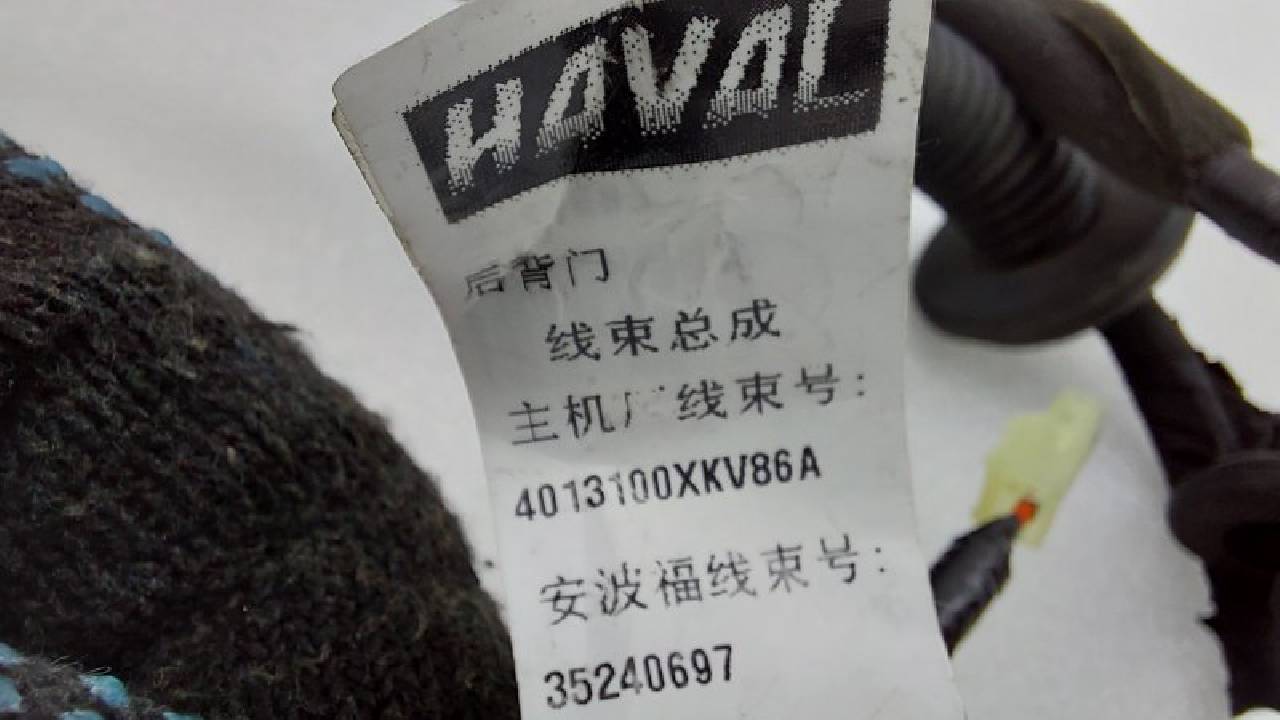 HAVAL
后背门
线束总成
主机厂线束号:
4013100XKV86A
安波福线束号:
35240697